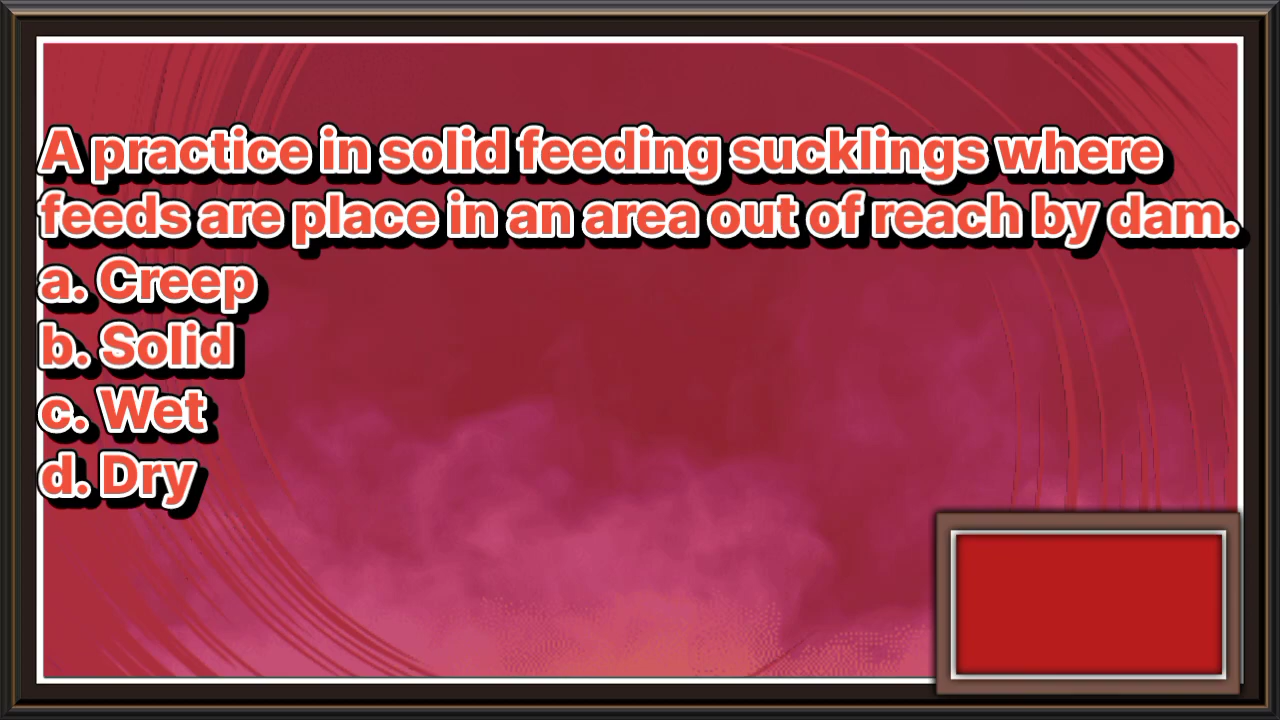 A practice in solid feeding sucklings where
feeds are place in an area out of reach by dam.
a. Creep
b. Solid
c. Wet
d. Dry